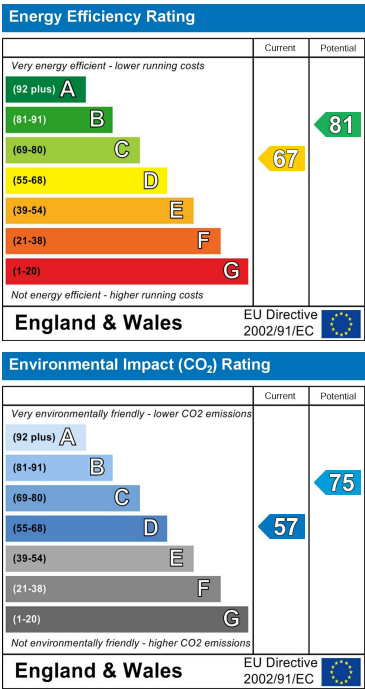 Energy Efficiency Rating
Current Potential
Very energy efficient - lower running costs
(92 plus) A
(81-91) B
81
(69-80) C
67
(55-68) D
(39-54) E
(21-38) F
(1-20) G
Not energy efficient - higher running costs
England & Wales
EU Directive
2002/91/EC
Environmental Impact (CO₂) Rating
Current Potential
Very environmentally friendly - lower CO2 emissions
(92 plus) A
(81-91) B
75
(69-80) C
(55-68) D
57
(39-54) E
(21-38) F
(1-20) G
Not environmentally friendly - higher CO2 emissions
England & Wales
EU Directive
2002/91/EC